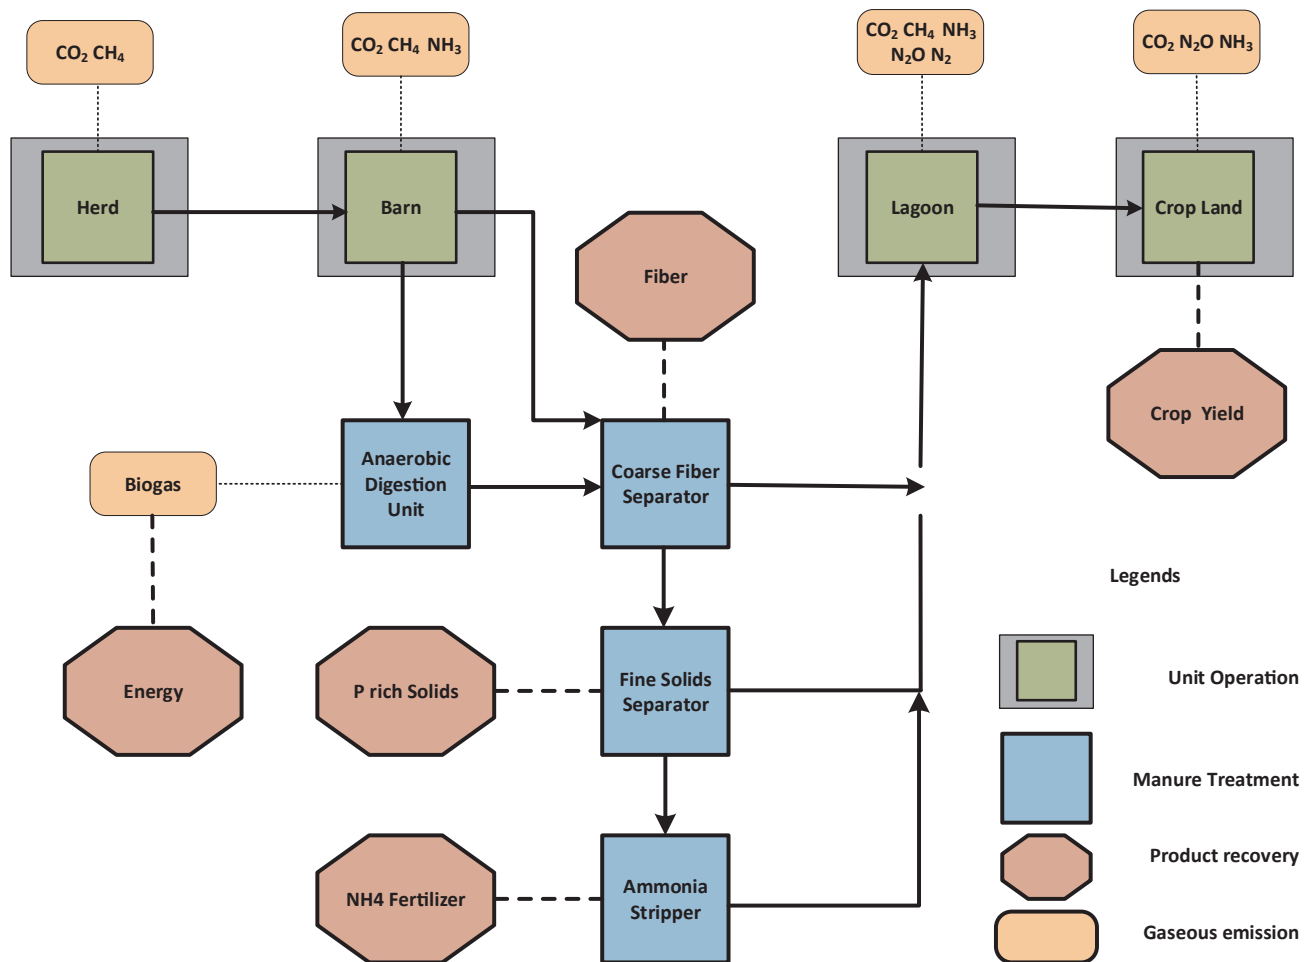 CO₂ CH₄
CO₂ CH₄ NH₃
CO₂ CH₄ NH₃
N₂O N₂
CO₂ N₂O NH₃
Herd
Barn
Lagoon
Crop Land
Fiber
Crop Yield
Anaerobic
Digestion
Unit
Coarse Fiber
Separator
Biogas
Legends
Energy
P rich Solids
Fine Solids
Separator
Unit Operation
Manure Treatment
Product recovery
NH4 Fertilizer
Ammonia
Stripper
Gaseous emission